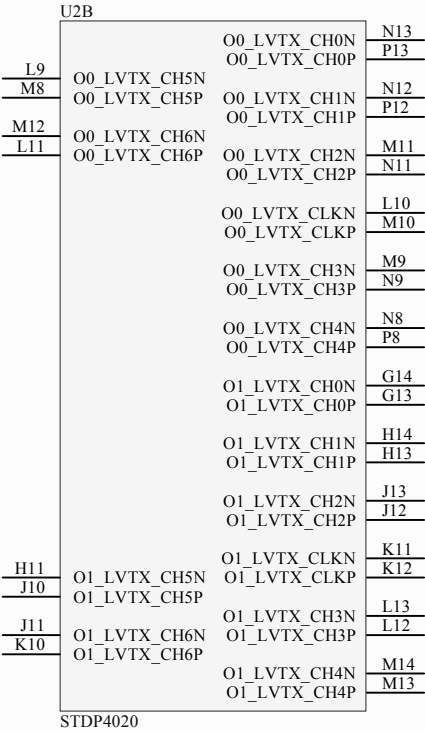 U2B
N13
O0_LVTX_CH0N
P13
O0_LVTX_CH0P
L9
O0_LVTX_CH5N
M8
O0_LVTX_CH5P
N12
O0_LVTX_CH1N
P12
O0_LVTX_CH1P
M12
O0_LVTX_CH6N
L11
O0_LVTX_CH6P
M11
O0_LVTX_CH2N
N11
O0_LVTX_CH2P
L10
O0_LVTX_CLKN
M10
O0_LVTX_CLKP
M9
O0_LVTX_CH3N
N9
O0_LVTX_CH3P
N8
O0_LVTX_CH4N
P8
O0_LVTX_CH4P
G14
O1_LVTX_CH0N
G13
O1_LVTX_CH0P
H14
O1_LVTX_CH1N
H13
O1_LVTX_CH1P
J13
O1_LVTX_CH2N
J12
O1_LVTX_CH2P
K11
O1_LVTX_CLKN
K12
O1_LVTX_CLKP
H11
O1_LVTX_CH5N
J10
O1_LVTX_CH5P
L13
O1_LVTX_CH3N
L12
O1_LVTX_CH3P
J11
O1_LVTX_CH6N
K10
O1_LVTX_CH6P
M14
O1_LVTX_CH4N
M13
O1_LVTX_CH4P
STDP4020